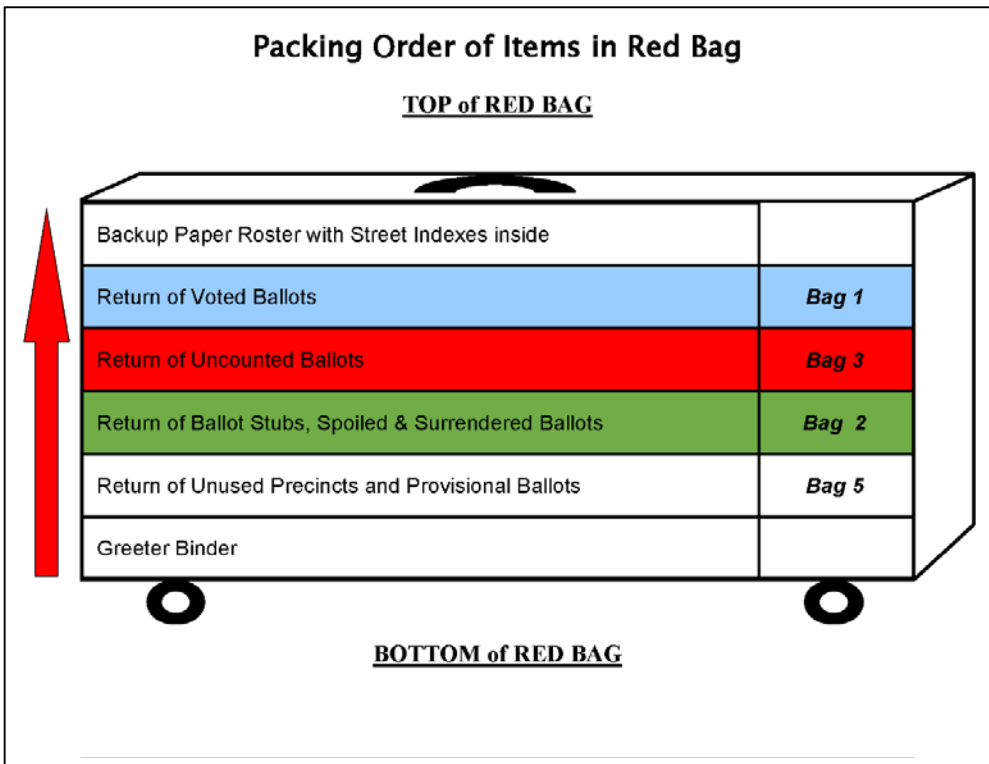 Packing Order of Items in Red Bag
TOP of RED BAG
Backup Paper Roster with Street Indexes inside
Return of Voted Ballots Bag 1
Return of Uncounted Ballots Bag 3
Return of Ballot Stubs, Spoiled & Surrendered Ballots Bag 2
Return of Unused Precincts and Provisional Ballots Bag 5
Greeter Binder
BOTTOM of RED BAG